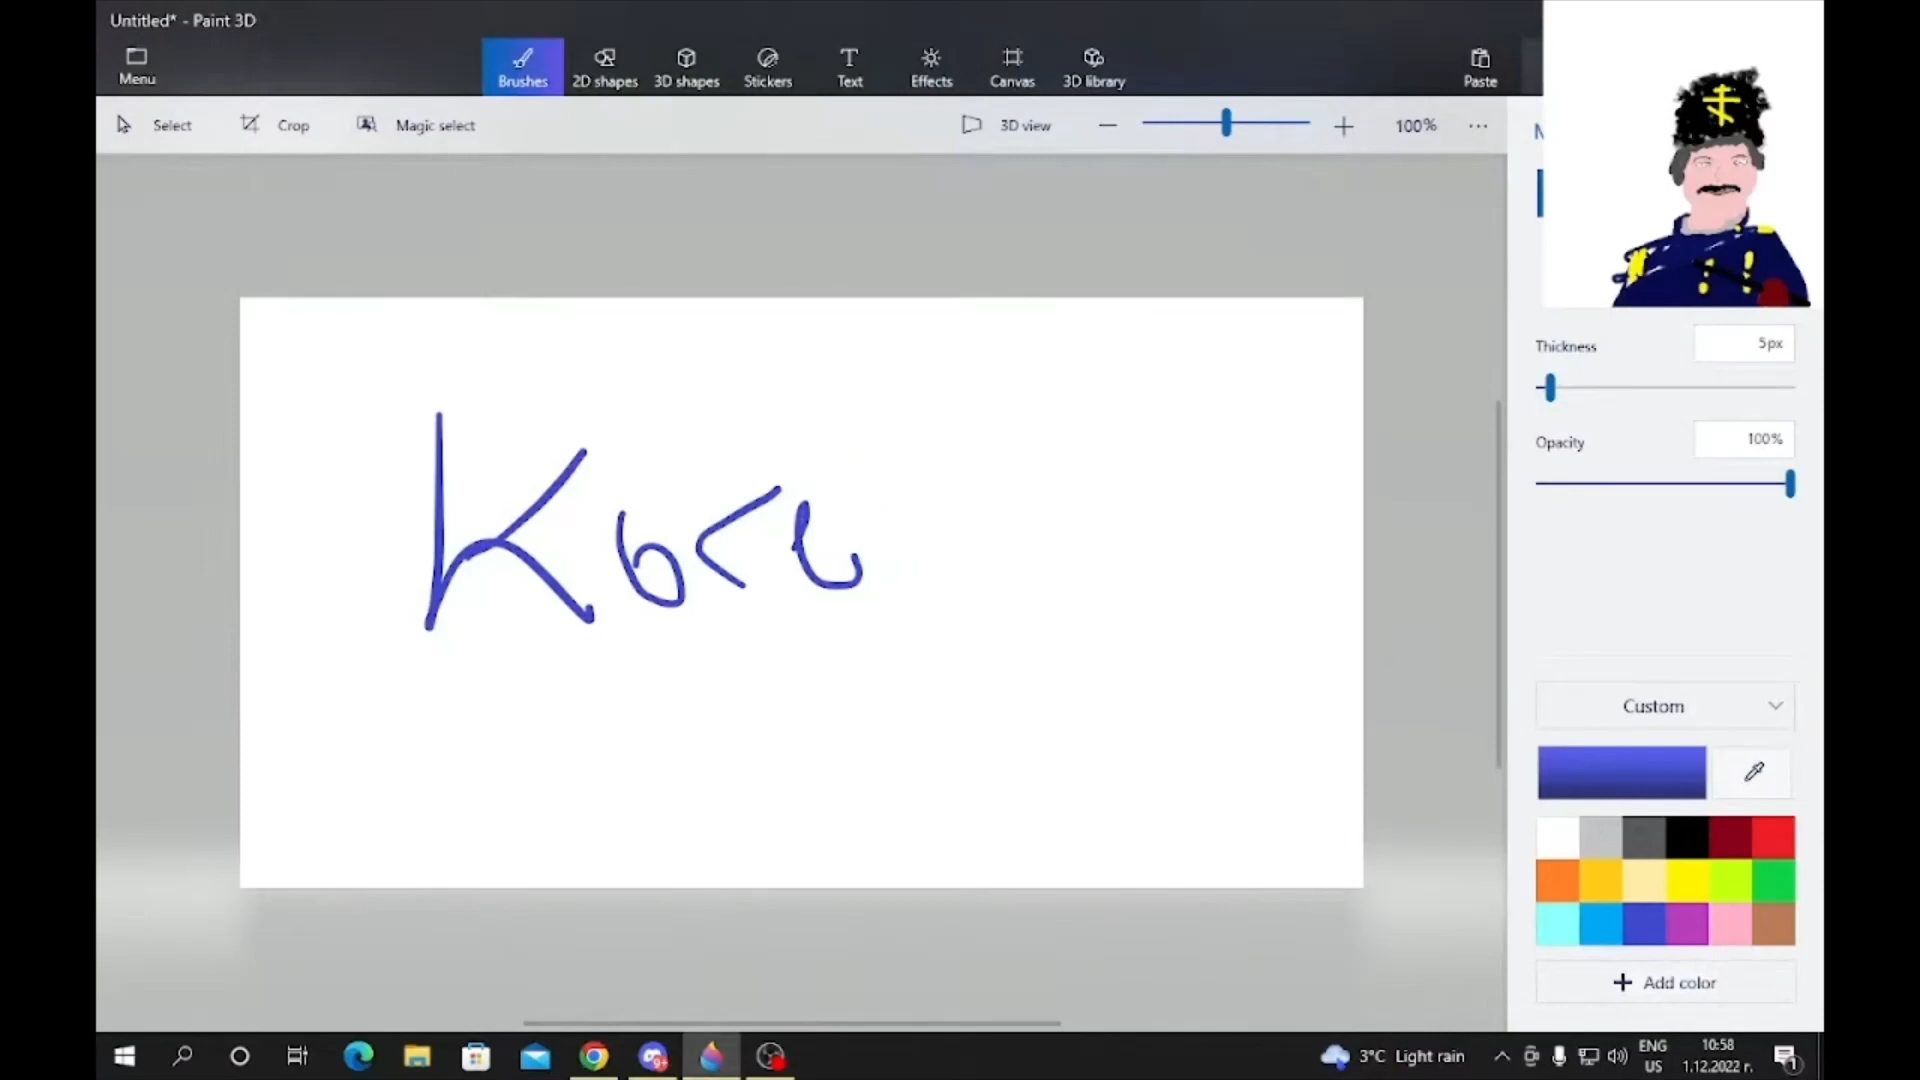 Untitled* - Paint 3D
Menu
Brushes
2D shapes
3D shapes
Stickers
Text
Effects
Canvas
3D library
Paste
Select
Crop
Magic select
3D view
100%
Thickness
5px
Opacity
100%
Custom
Add color
3°C Light rain
ENG
US
10:58
1.12.2022 г.
1
9+